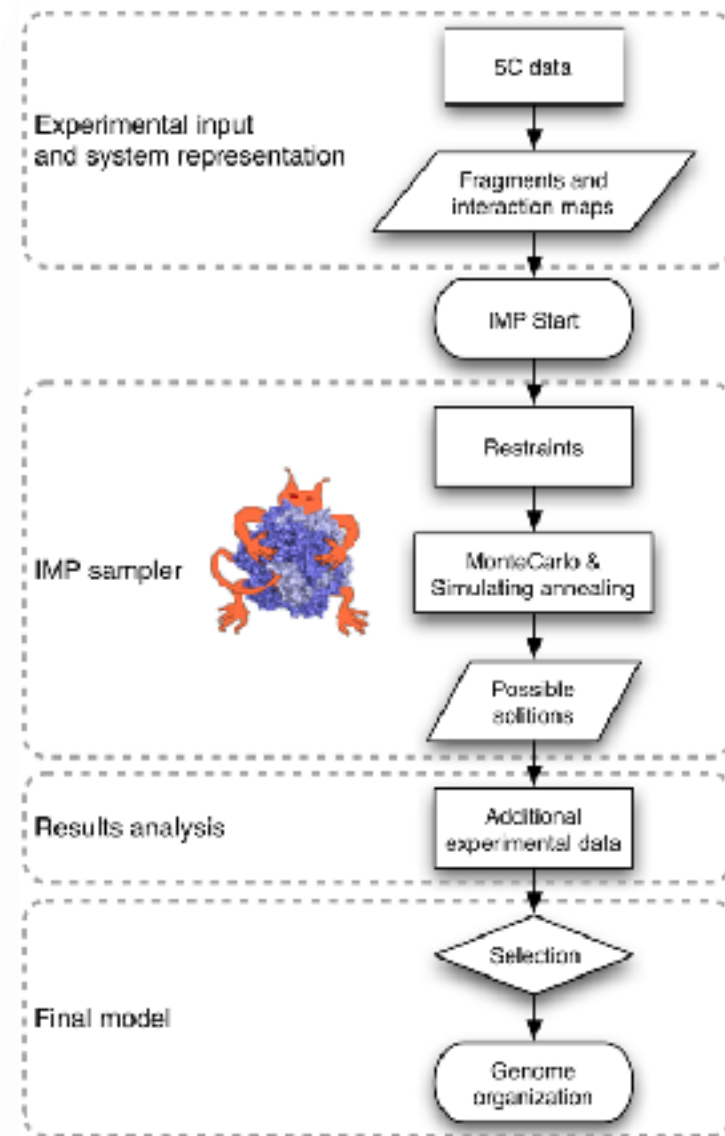 5C data
Experimental input
and system representation
Fragments and
interaction maps
IMP Start
Restraints
IMP sampler
MonteCarlo &
Simulating annealing
Possible
solitions
Results analysis
Additional
experimental data
Selection
Final model
Genome
organization